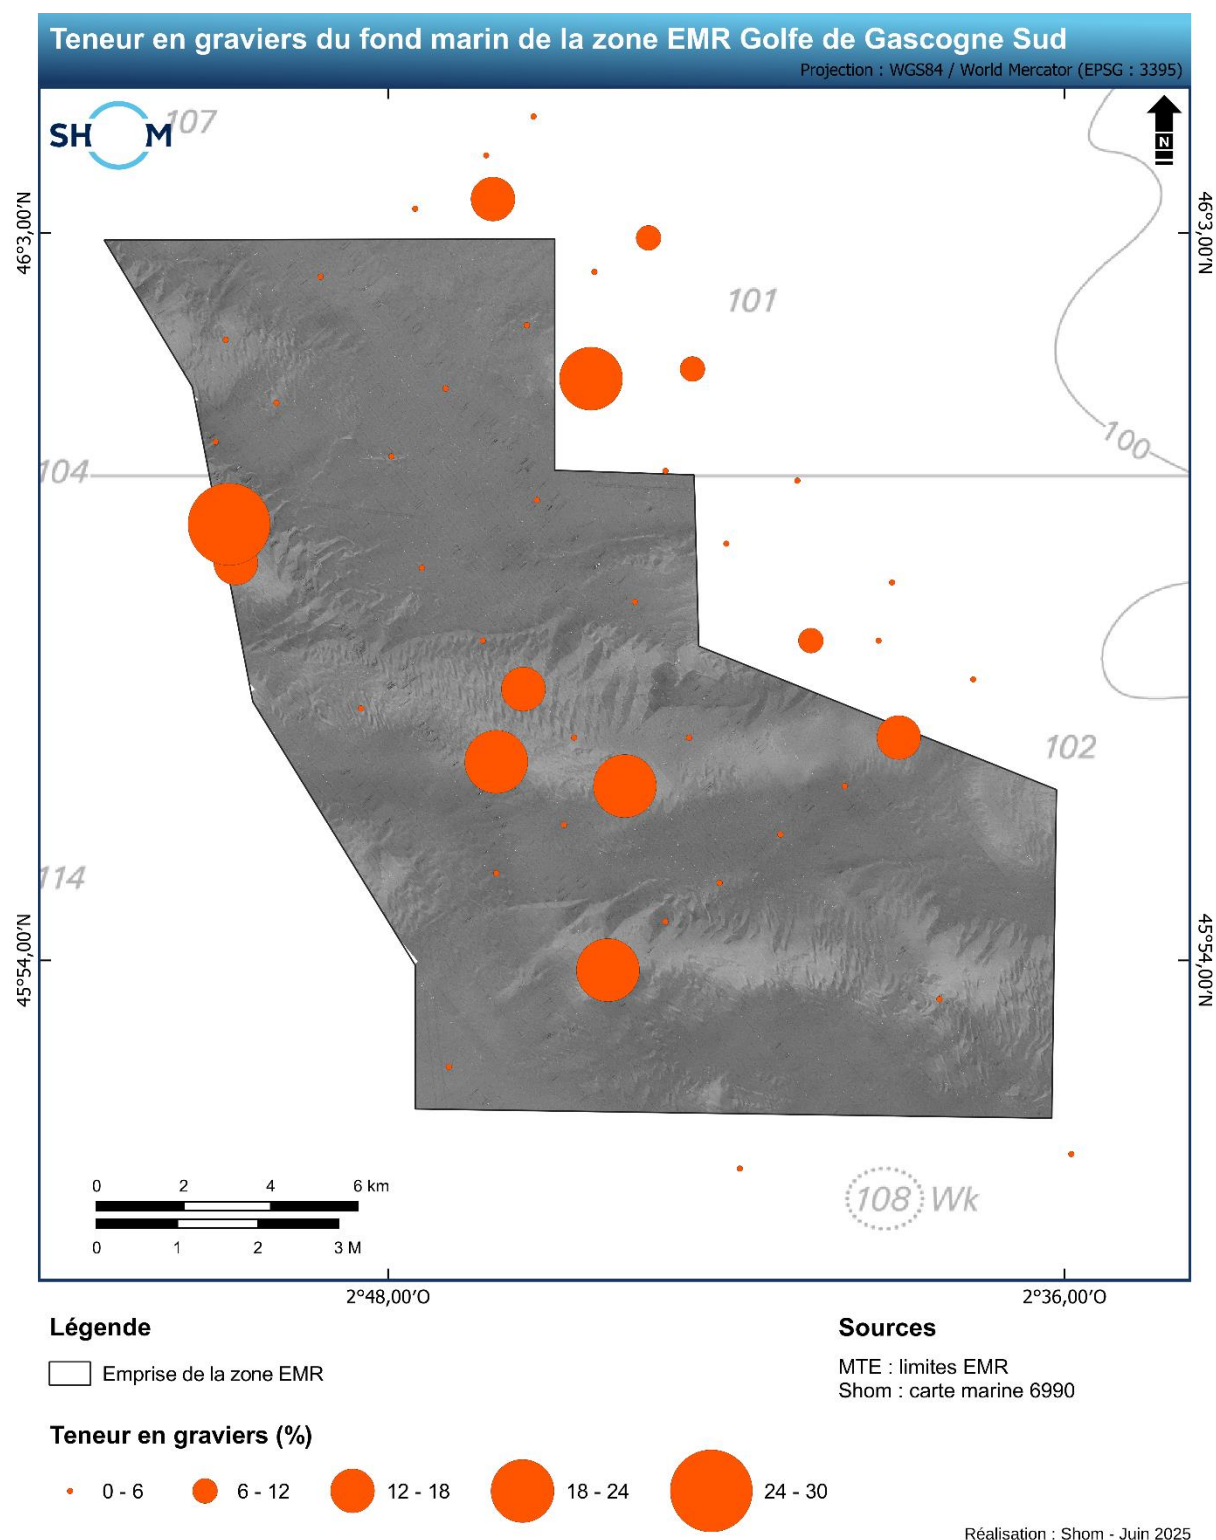 Teneur en graviers du fond marin de la zone EMR Golfe de Gascogne Sud
Projection : WGS84 / World Mercator (EPSG : 3395)
SH M
107
46°3,00'N
46°3,00'N
101
100
104
102
114
45°54,00'N
45°54,00'N
0 2 4 6 km
0 1 2 3 M
108 Wk
2°48,00'O
2°36,00'O
N
Légende
Emprise de la zone EMR
Sources
MTE : limites EMR
Shom : carte marine 6990
Teneur en graviers (%)
0 - 6
6 - 12
12 - 18
18 - 24
24 - 30
Réalisation : Shom - Juin 2025